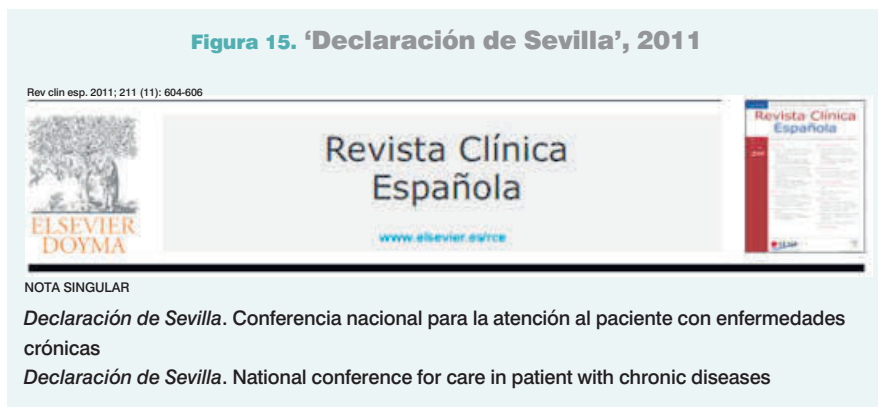 Figura 15. ‘Declaración de Sevilla’, 2011
Rev clin esp. 2011; 211 (11): 604-606
Revista Clínica
Española
www.elsevier.es/rce
ELSEVIER
DOYMA
Revista Clínica
Española
NOTA SINGULAR
Declaración de Sevilla. Conferencia nacional para la atención al paciente con enfermedades
crónicas
Declaración de Sevilla. National conference for care in patient with chronic diseases